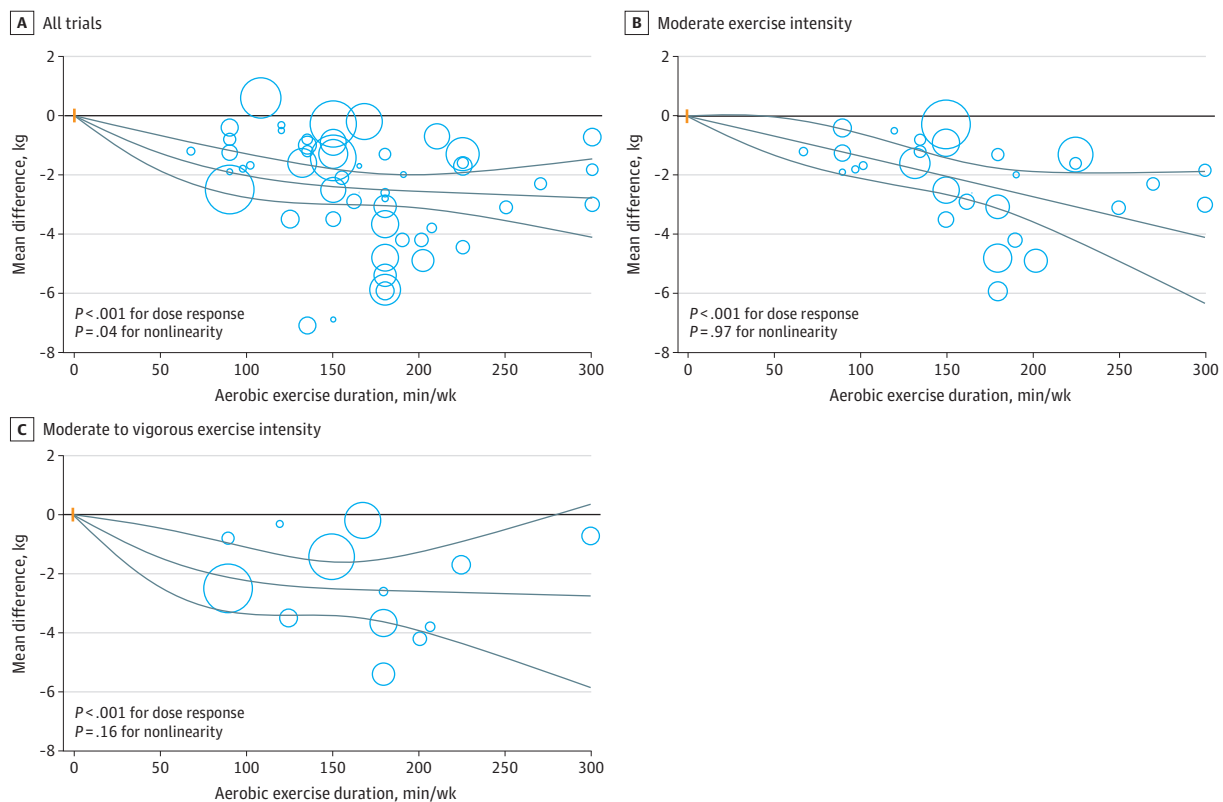 A All trials
2
0
-2
-4
-6
-8
Mean difference, kg
P < .001 for dose response
P = .04 for nonlinearity
0 50 100 150 200 250 300
Aerobic exercise duration, min/wk
B Moderate exercise intensity
2
0
-2
-4
-6
-8
Mean difference, kg
P < .001 for dose response
P = .97 for nonlinearity
0 50 100 150 200 250 300
Aerobic exercise duration, min/wk
C Moderate to vigorous exercise intensity
2
0
-2
-4
-6
-8
Mean difference, kg
P < .001 for dose response
P = .16 for nonlinearity
0 50 100 150 200 250 300
Aerobic exercise duration, min/wk